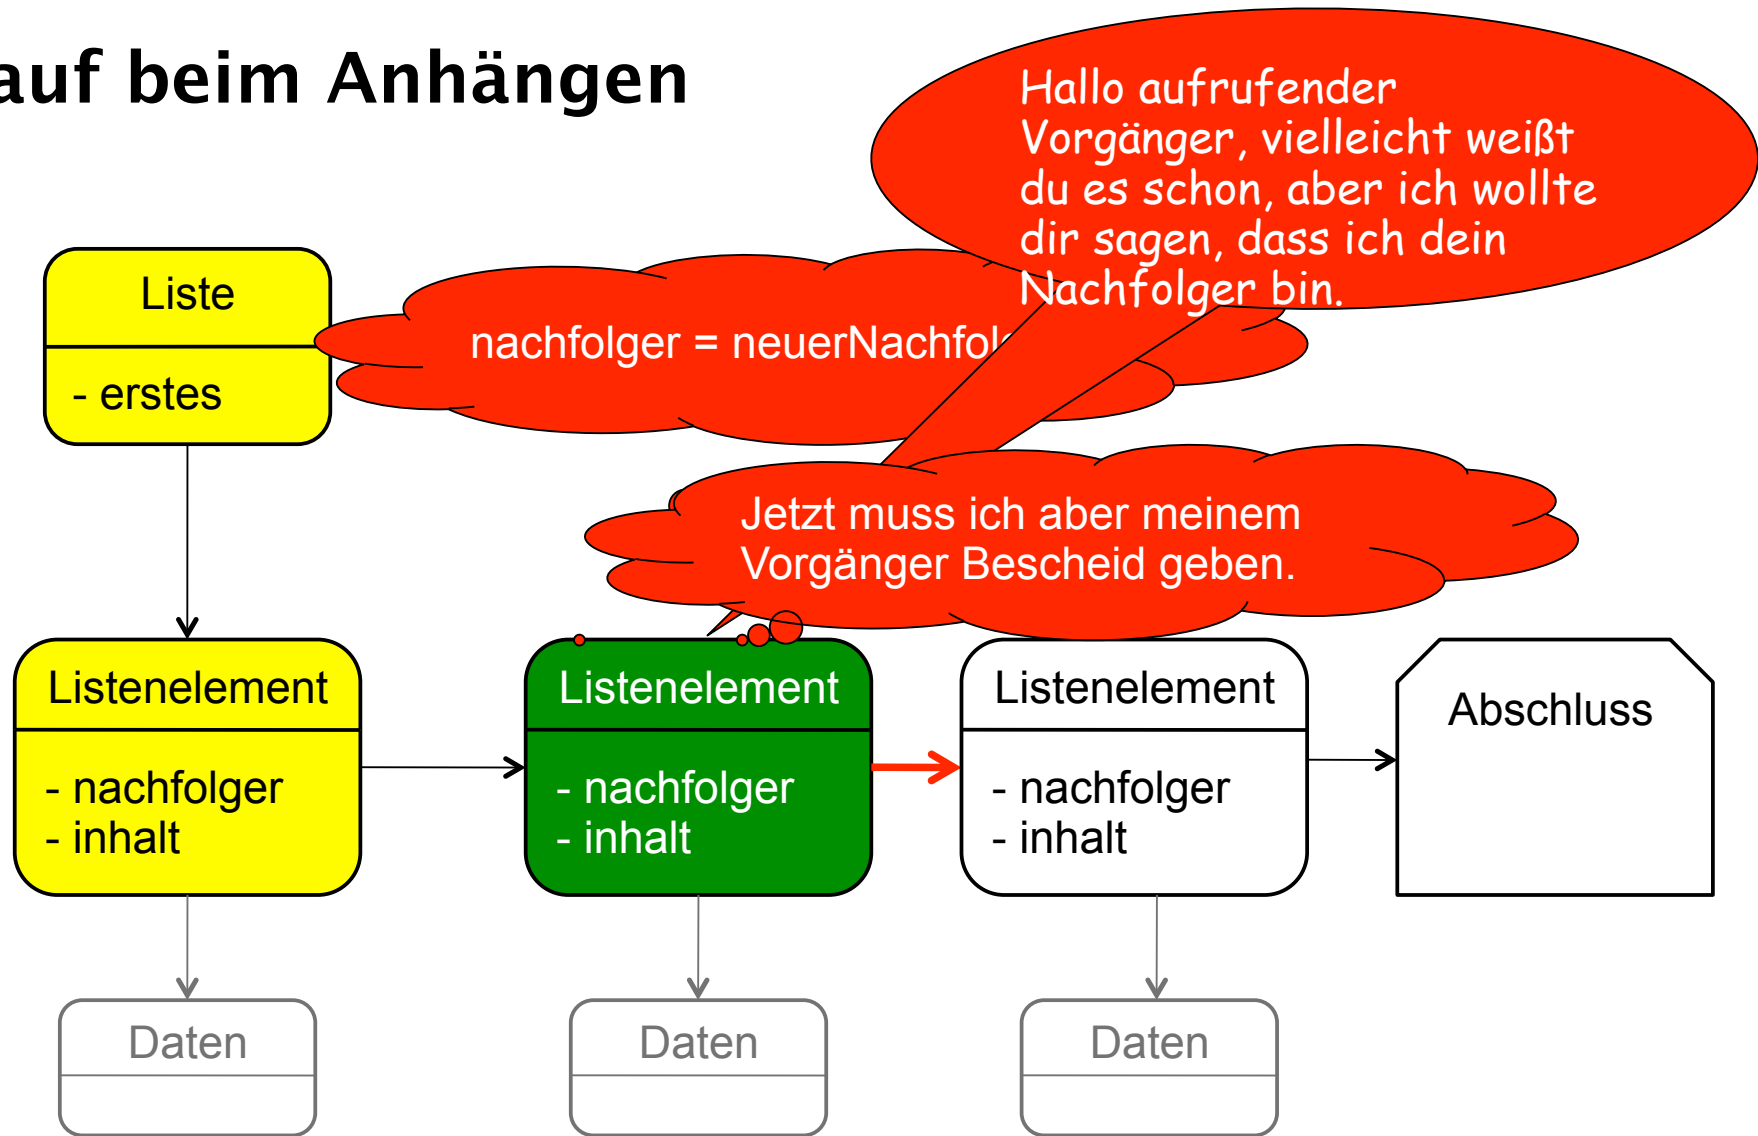 auf beim Anhängen
Hallo aufrufender
Vorgänger, vielleicht weißt
du es schon, aber ich wollte
dir sagen, dass ich dein
Nachfolger bin.
Liste
- erstes
nachfolger = neuerNachfol
Jetzt muss ich aber meinem
Vorgänger Bescheid geben.
Listenelement
- nachfolger
- inhalt
Listenelement
- nachfolger
- inhalt
Listenelement
- nachfolger
- inhalt
Abschluss
Daten
Daten
Daten